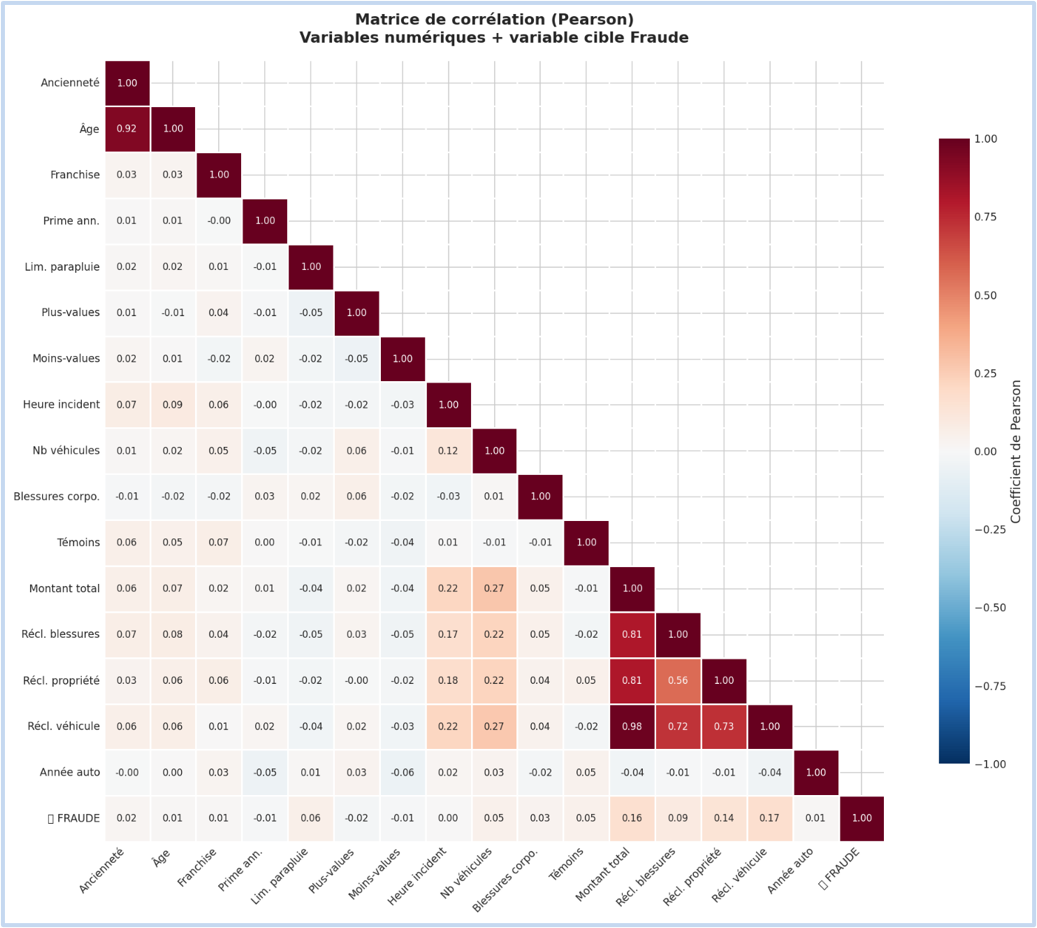 Matrice de corrélation (Pearson)
Variables numériques + variable cible Fraude
Ancienneté 1.00
Âge 0.92 1.00
Franchise 0.03 0.03 1.00
Prime ann. 0.01 0.01 -0.00 1.00
Lim. parapluie 0.02 0.02 0.01 -0.01 1.00
Plus-values 0.01 -0.01 0.04 -0.01 -0.05 1.00
Moins-values 0.02 0.01 -0.02 0.02 -0.02 -0.05 1.00
Heure incident 0.07 0.09 0.06 -0.00 -0.02 -0.02 -0.03 1.00
Nb véhicules 0.01 0.02 0.05 -0.05 -0.02 0.06 -0.01 0.12 1.00
Blessures corpo. -0.01 -0.02 -0.02 0.03 0.02 0.06 -0.02 -0.03 0.01 1.00
Témoins 0.06 0.05 0.07 0.00 -0.01 -0.02 -0.04 0.01 -0.01 -0.01 1.00
Montant total 0.06 0.07 0.02 0.01 -0.04 0.02 -0.04 0.22 0.27 0.05 -0.01 1.00
Récl. blessures 0.07 0.08 0.04 -0.02 -0.05 0.03 -0.05 0.17 0.22 0.05 -0.02 0.81 1.00
Récl. propriété 0.03 0.06 0.06 -0.01 -0.02 -0.00 -0.02 0.18 0.22 0.04 0.05 0.81 0.56 1.00
Récl. véhicule 0.06 0.06 0.01 0.02 -0.04 0.02 -0.03 0.22 0.27 0.04 -0.02 0.98 0.72 0.73 1.00
Année auto -0.00 0.00 0.03 -0.05 0.01 0.03 -0.06 0.02 0.03 -0.02 0.05 -0.04 -0.01 -0.01 -0.04 1.00
▯ FRAUDE 0.02 0.01 0.01 -0.01 0.06 -0.02 -0.01 0.00 0.05 0.03 0.05 0.16 0.09 0.14 0.17 0.01 1.00
Ancienneté
Âge
Franchise
Prime ann.
Lim. parapluie
Plus-values
Moins-values
Heure incident
Nb véhicules
Blessures corpo.
Témoins
Montant total
Récl. blessures
Récl. propriété
Récl. véhicule
Année auto
▯ FRAUDE
1.00
0.75
0.50
0.25
0.00
−0.25
−0.50
−0.75
−1.00
Coefficient de Pearson